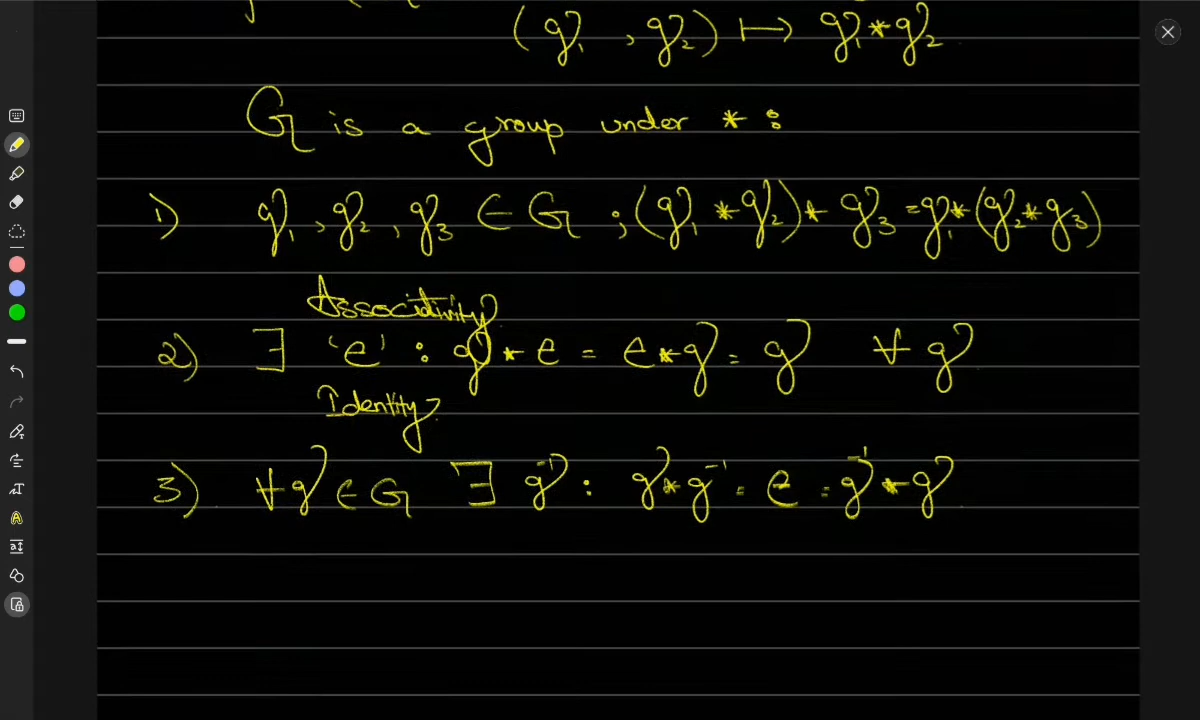 (g₁ , g₂) ↦ g₁ * g₂
G is a group under * :
1) g₁, g₂, g₃ ∈ G ; (g₁ * g₂) * g₃ = g₁ * (g₂ * g₃)
Associativity
2) ∃ 'e' : g * e = e * g = g ∀ g
Identity
3) ∀ g ∈ G ∃ g⁻¹ : g * g⁻¹ = e = g⁻¹ * g